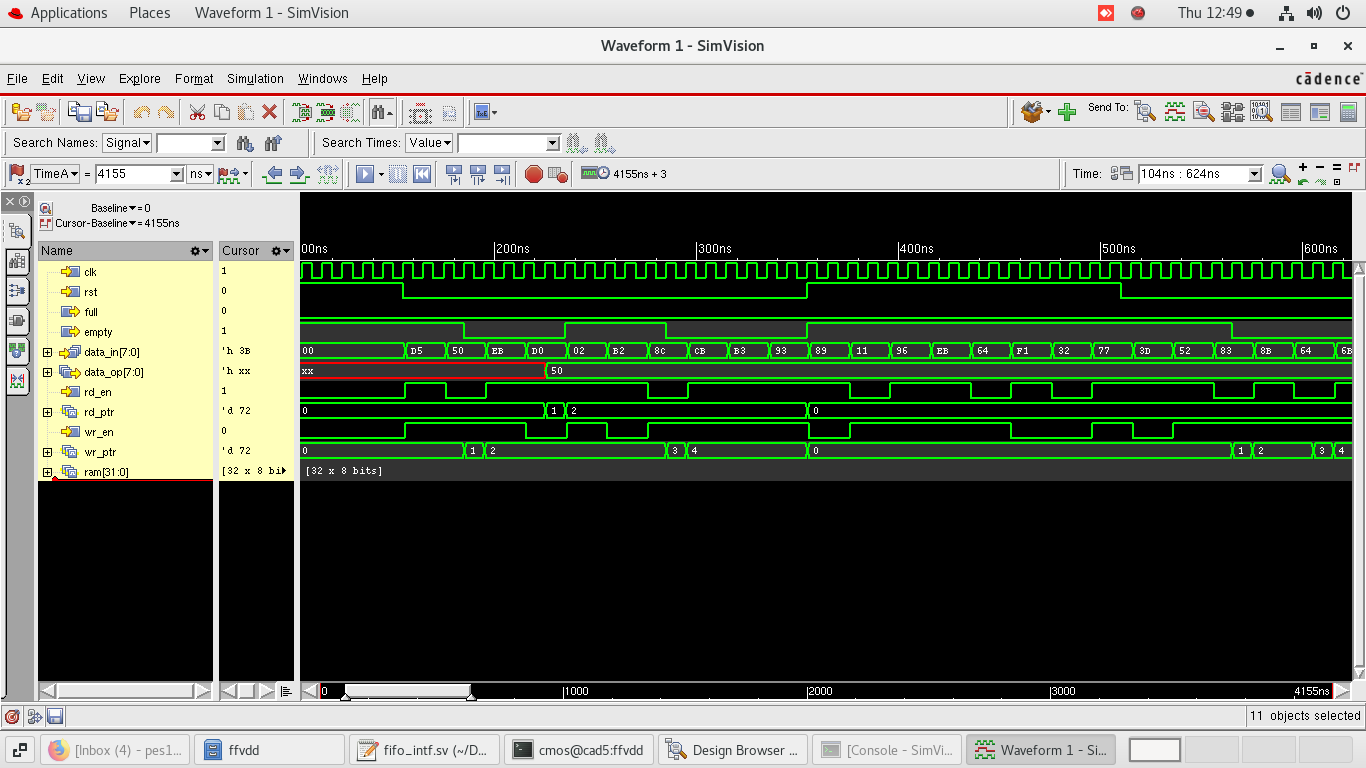 Applications Places Waveform 1 - SimVision Thu 12:49
Waveform 1 - SimVision
File Edit View Explore Format Simulation Windows Help cādence
Send To:
Search Names: Signal Search Times: Value
x2 TimeA = 4155 ns 4155ns + 3 Time: 104ns : 624ns
Baseline = 0
Cursor-Baseline = 4155ns
Name Cursor 00ns 200ns 300ns 400ns 500ns 600ns
clk 1
rst 0
full 0
empty 1
data_in[7:0] 'h 3B 00 D5 50 EB D0 02 B2 8C CB B3 93 89 11 96 EB 64 F1 32 77 3D 52 83 8B 64 6B
data_op[7:0] 'h xx xx 50
rd_en 1
rd_ptr 'd 72 0 1 2 0
wr_en 0
wr_ptr 'd 72 0 1 2 3 4 0 1 2 3 4
ram[31:0] [32 x 8 bi [32 x 8 bits]
0 1000 2000 3000 4155ns
11 objects selected
[Inbox (4) - pes1... ffvdd fifo_intf.sv (~/D... cmos@cad5:ffvdd Design Browser ... [Console - SimVi... Waveform 1 - Si...